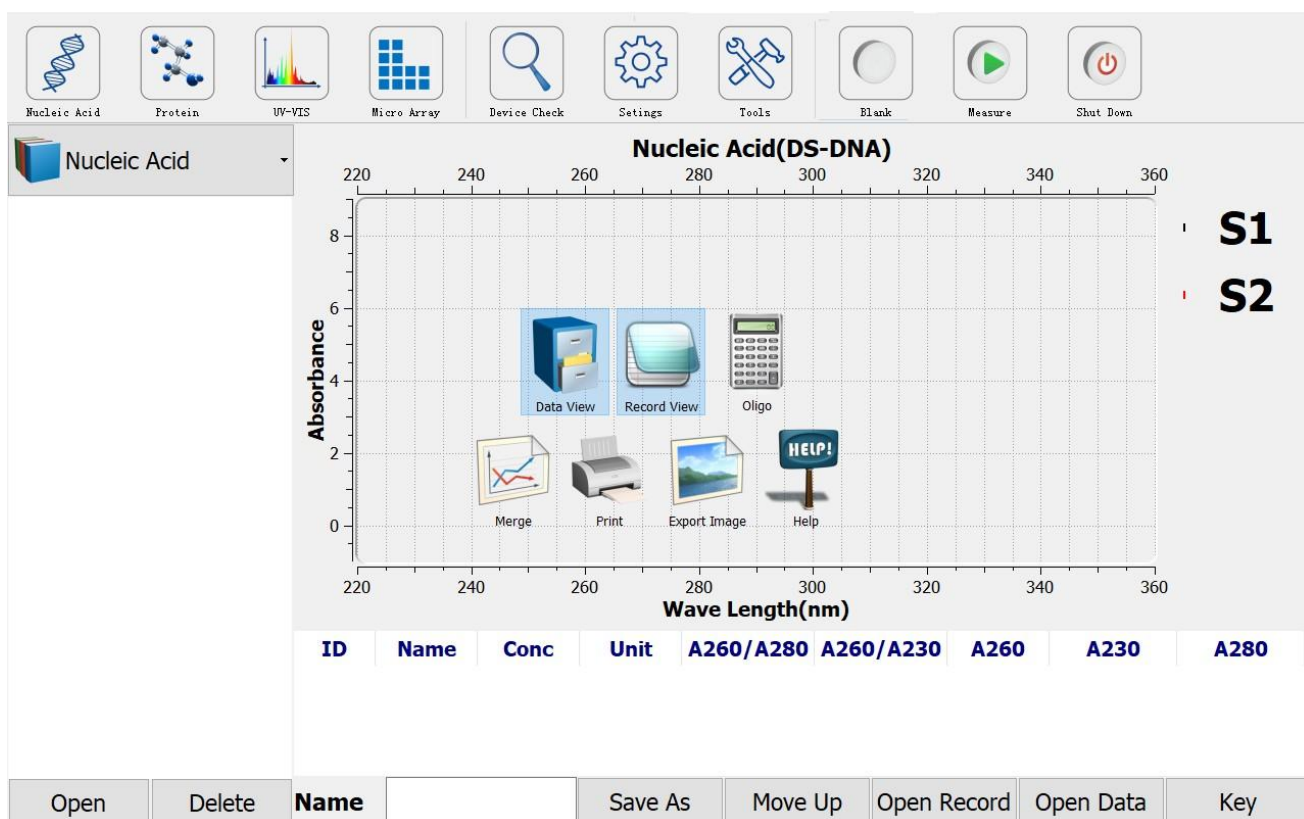 Nucleic Acid Protein UV-VIS Micro Array Device Check Setings Tools Blank Measure Shut Down
Nucleic Acid
Nucleic Acid(DS-DNA)
220 240 260 280 300 320 340 360
8
6
4
2
0
Absorbance
S1
S2
Data View Record View Oligo
HELP!
Merge Print Export Image Help
220 240 260 280 300 320 340 360
Wave Length(nm)
ID Name Conc Unit A260/A280 A260/A230 A260 A230 A280
Open Delete Name Save As Move Up Open Record Open Data Key